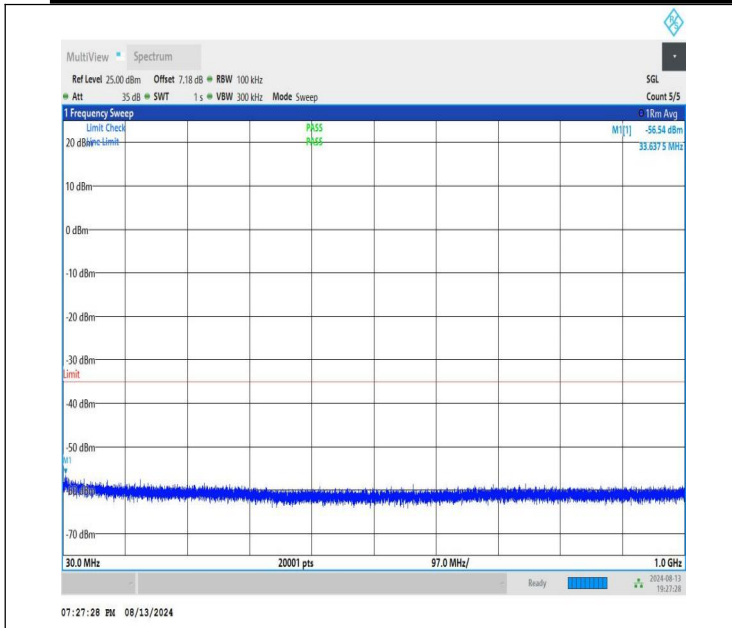 MultiView Spectrum
Ref Level 25.00 dBm Offset 7.18 dB RBW 100 kHz SGL
Att 35 dB SWT 1 s VBW 300 kHz Mode Sweep Count 5/5
1 Frequency Sweep 1Rm Avg
Limit Check PASS M1[1] -56.54 dBm
20 dBm Line Limit PASS 33.637 5 MHz
10 dBm
0 dBm
-10 dBm
-20 dBm
-30 dBm
Limit
-40 dBm
-50 dBm
M1
-60 dBm
-70 dBm
30.0 MHz 20001 pts 97.0 MHz/ 1.0 GHz
Ready 2024-08-13
19:27:28
07:27:28 PM 08/13/2024